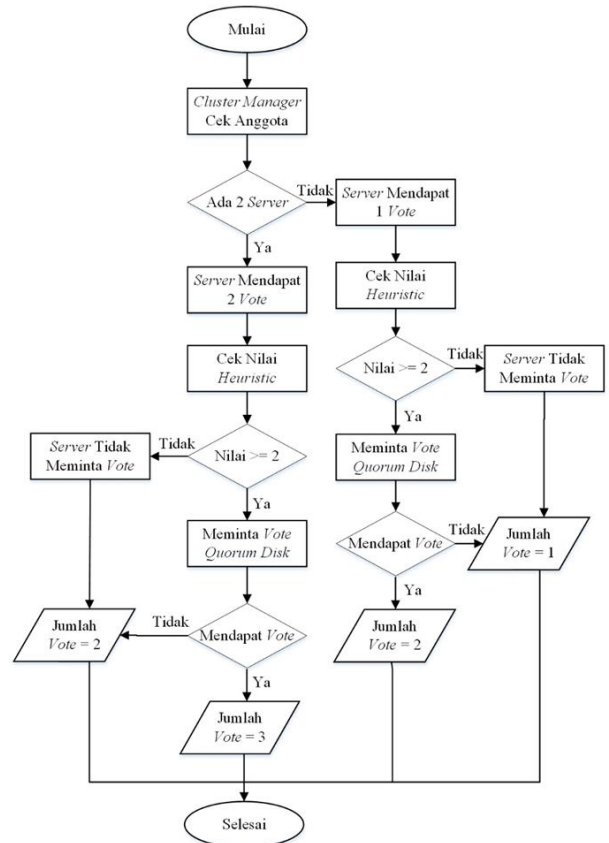 Mulai
Cluster Manager
Cek Anggota
Ada 2 Server
Tidak
Server Mendapat
1 Vote
Ya
Server Mendapat
2 Vote
Cek Nilai
Heuristic
Cek Nilai
Heuristic
Nilai >= 2
Tidak
Server Tidak
Meminta Vote
Ya
Server Tidak
Meminta Vote
Tidak
Nilai >= 2
Meminta Vote
Quorum Disk
Ya
Meminta Vote
Quorum Disk
Mendapat Vote
Tidak
Jumlah
Vote = 1
Ya
Jumlah
Vote = 2
Tidak
Mendapat Vote
Jumlah
Vote = 2
Ya
Jumlah
Vote = 3
Selesai